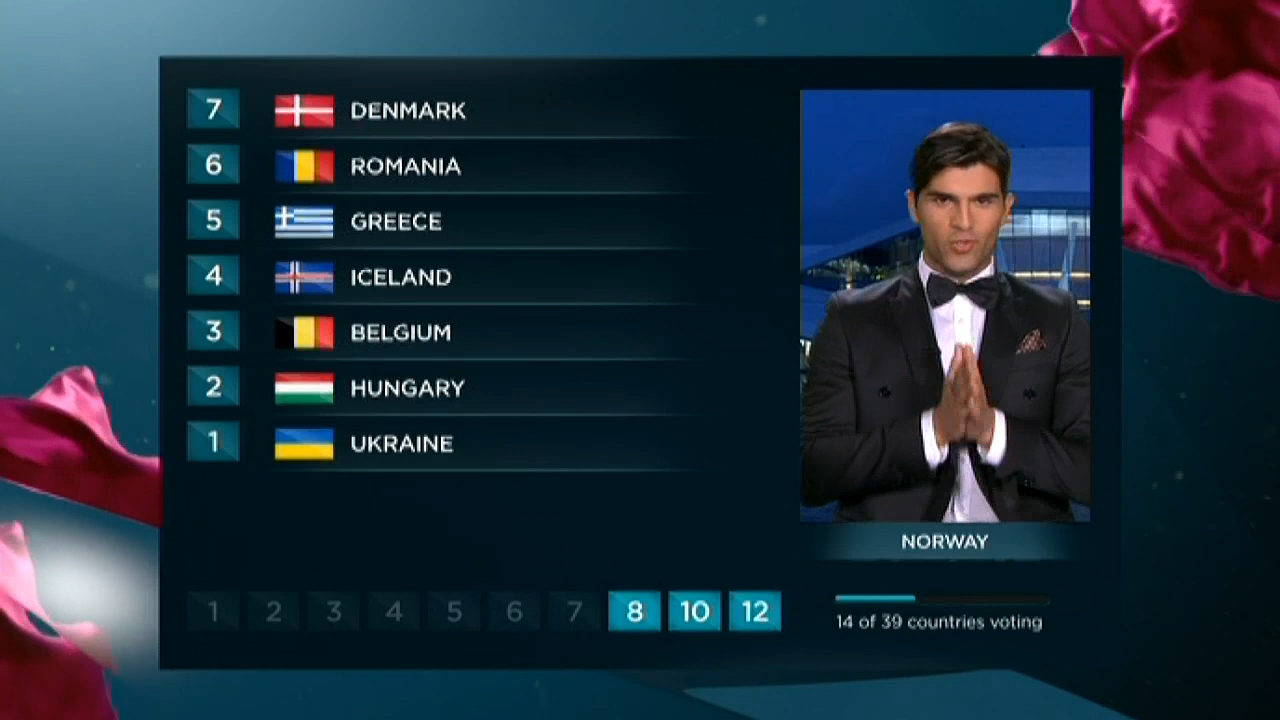 7 DENMARK
6 ROMANIA
5 GREECE
4 ICELAND
3 BELGIUM
2 HUNGARY
1 UKRAINE
NORWAY
1 2 3 4 5 6 7 8 10 12
14 of 39 countries voting